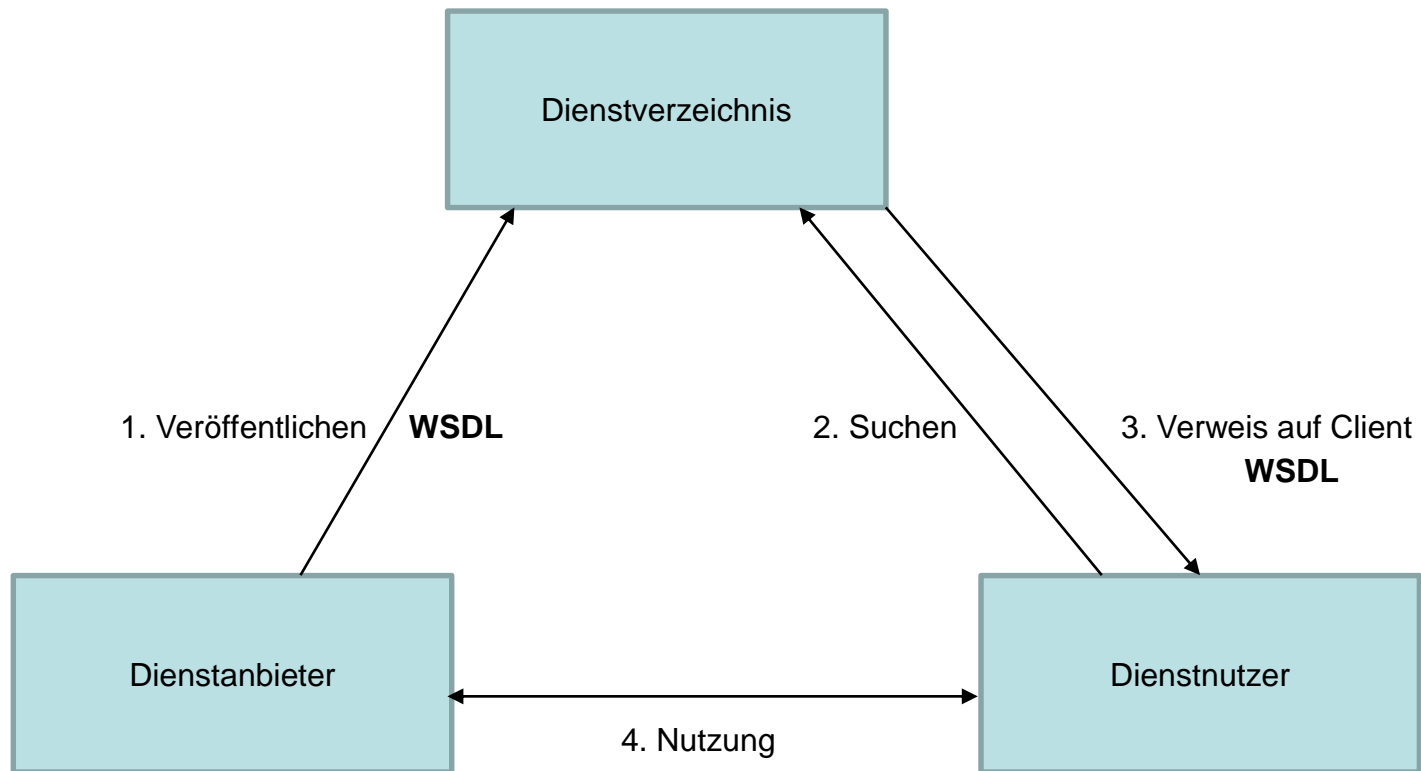 Dienstverzeichnis
1. Veröffentlichen WSDL
2. Suchen
3. Verweis auf Client
WSDL
Dienstanbieter
Dienstnutzer
4. Nutzung